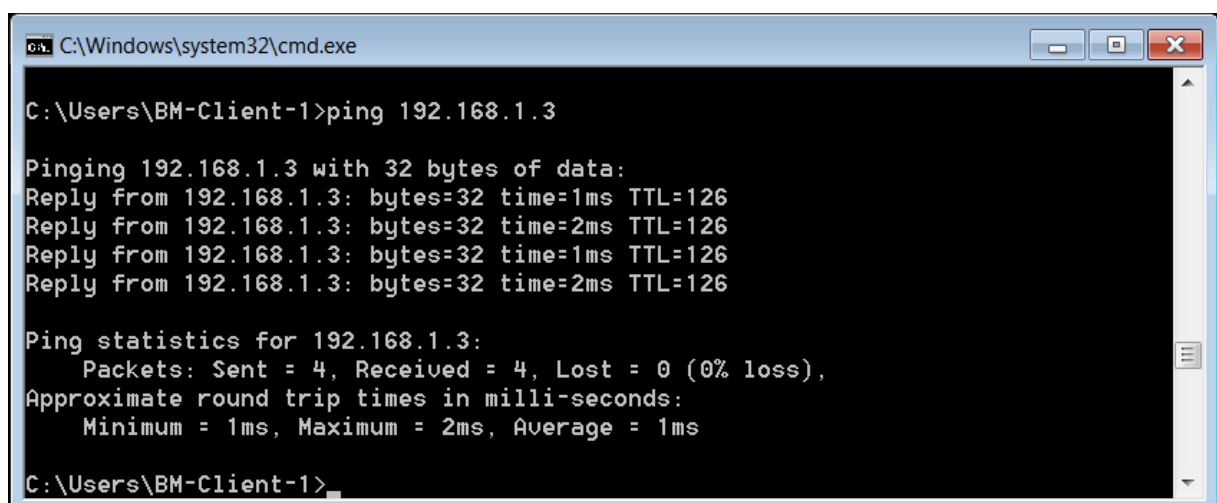 C:\Windows\system32\cmd.exe
C:\Users\BM-Client-1>ping 192.168.1.3
Pinging 192.168.1.3 with 32 bytes of data:
Reply from 192.168.1.3: bytes=32 time=1ms TTL=126
Reply from 192.168.1.3: bytes=32 time=2ms TTL=126
Reply from 192.168.1.3: bytes=32 time=1ms TTL=126
Reply from 192.168.1.3: bytes=32 time=2ms TTL=126
Ping statistics for 192.168.1.3:
    Packets: Sent = 4, Received = 4, Lost = 0 (0% loss),
Approximate round trip times in milli-seconds:
    Minimum = 1ms, Maximum = 2ms, Average = 1ms
C:\Users\BM-Client-1>_